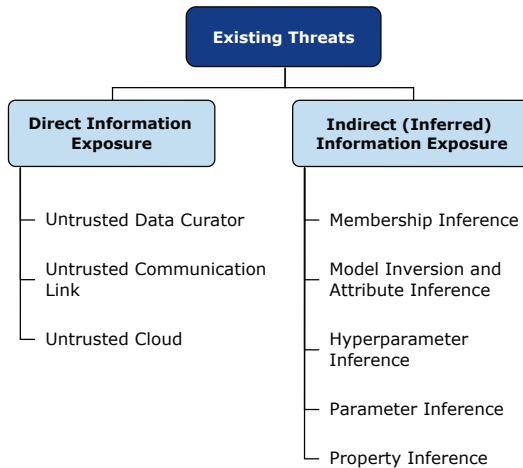 Existing Threats
Direct Information
Exposure
Untrusted Data Curator
Untrusted Communication
Link
Untrusted Cloud
Indirect (Inferred)
Information Exposure
Membership Inference
Model Inversion and
Attribute Inference
Hyperparameter
Inference
Parameter Inference
Property Inference